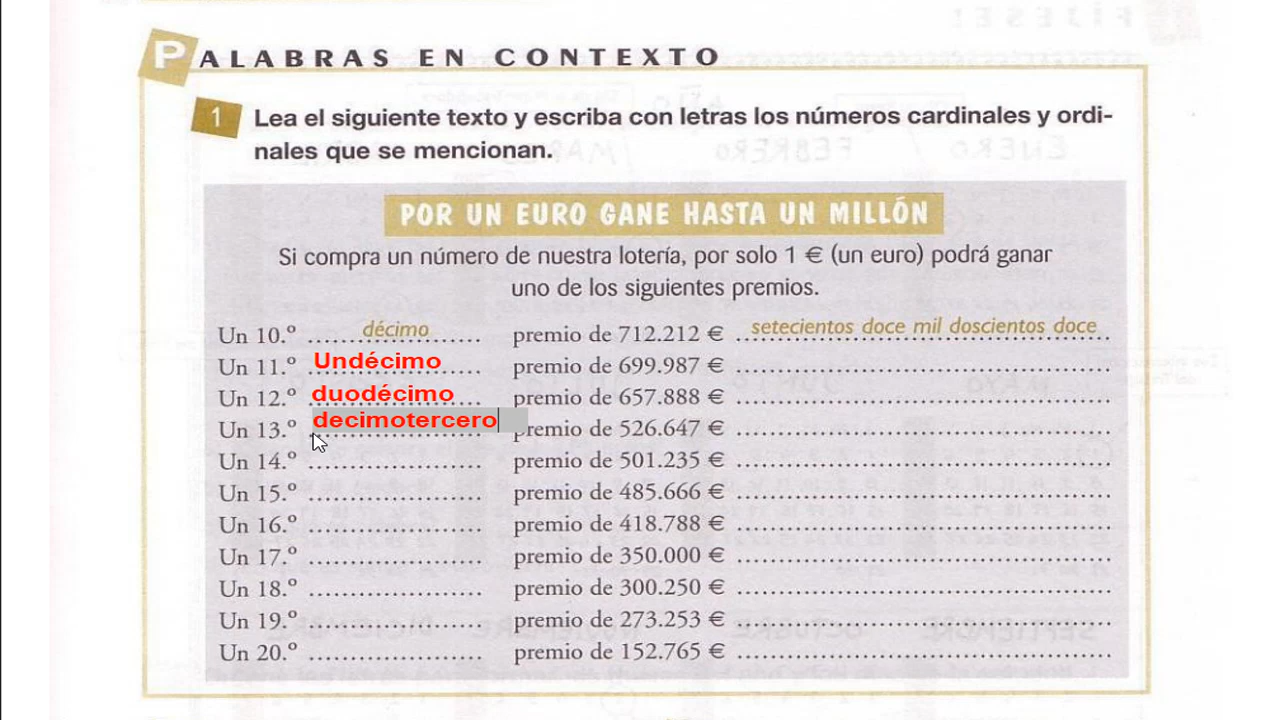 PALABRAS EN CONTEXTO
1 Lea el siguiente texto y escriba con letras los números cardinales y ordi-
nales que se mencionan.
POR UN EURO GANE HASTA UN MILLÓN
Si compra un número de nuestra lotería, por solo 1 € (un euro) podrá ganar
uno de los siguientes premios.
Un 10.º décimo premio de 712.212 € setecientos doce mil doscientos doce
Un 11.º Undécimo premio de 699.987 €
Un 12.º duodécimo premio de 657.888 €
Un 13.º decimotercero premio de 526.647 €
Un 14.º premio de 501.235 €
Un 15.º premio de 485.666 €
Un 16.º premio de 418.788 €
Un 17.º premio de 350.000 €
Un 18.º premio de 300.250 €
Un 19.º premio de 273.253 €
Un 20.º premio de 152.765 €